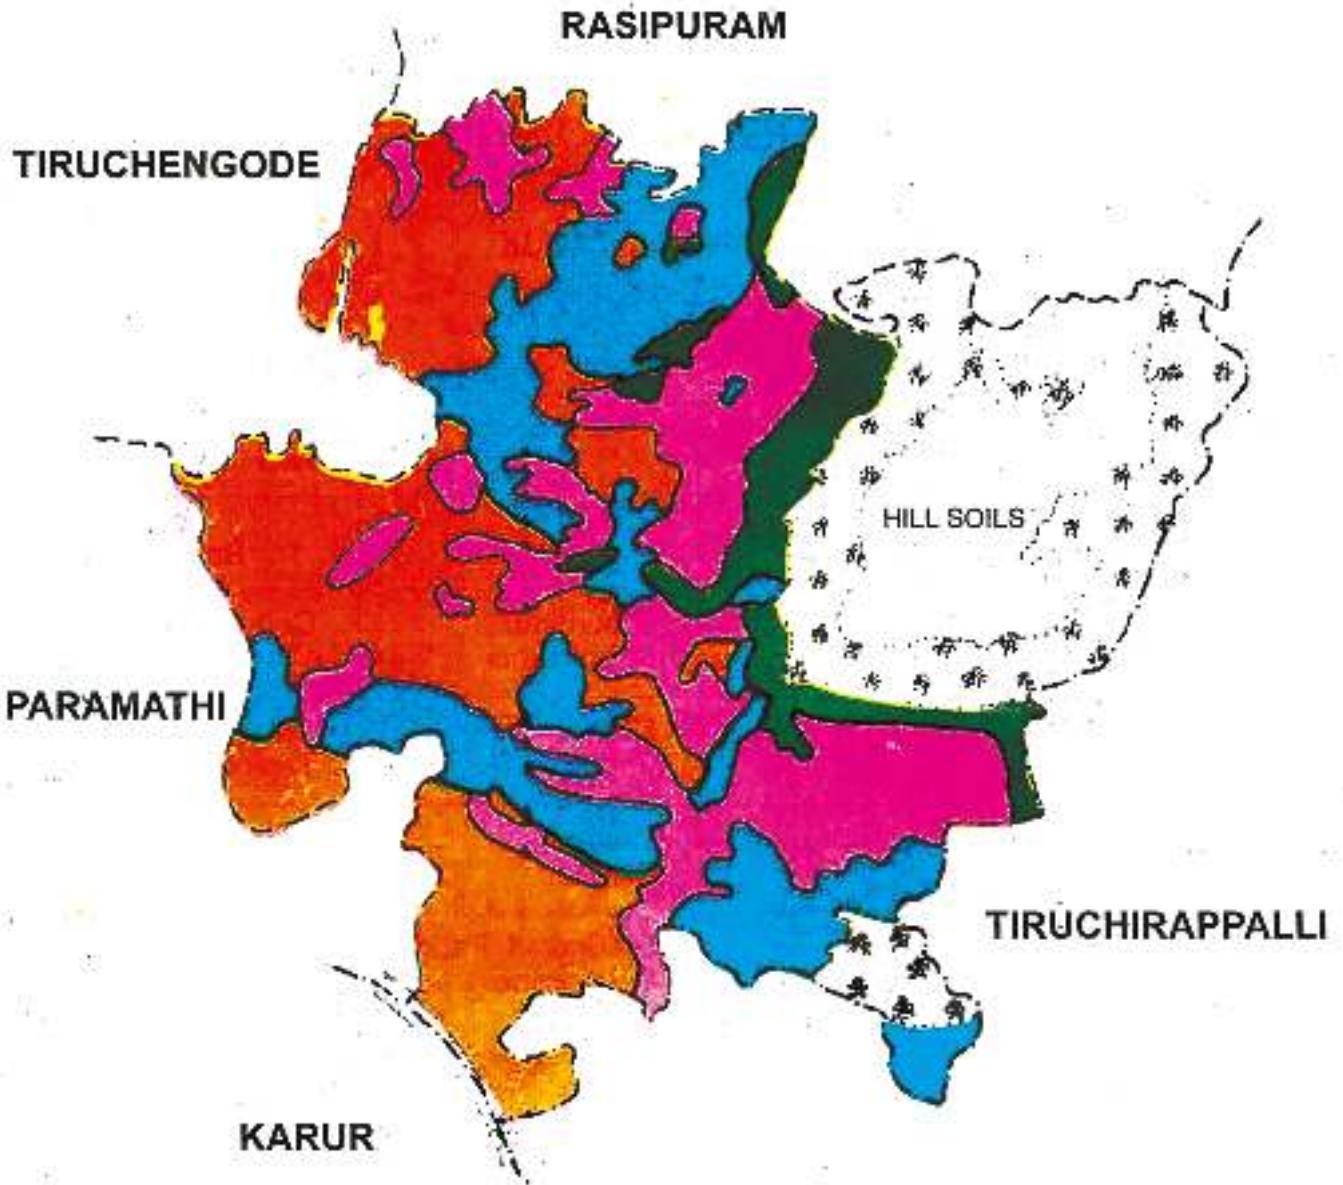 RASIPURAM
TIRUCHENGODE
HILL SOILS
PARAMATHI
TIRUCHIRAPPALLI
KARUR